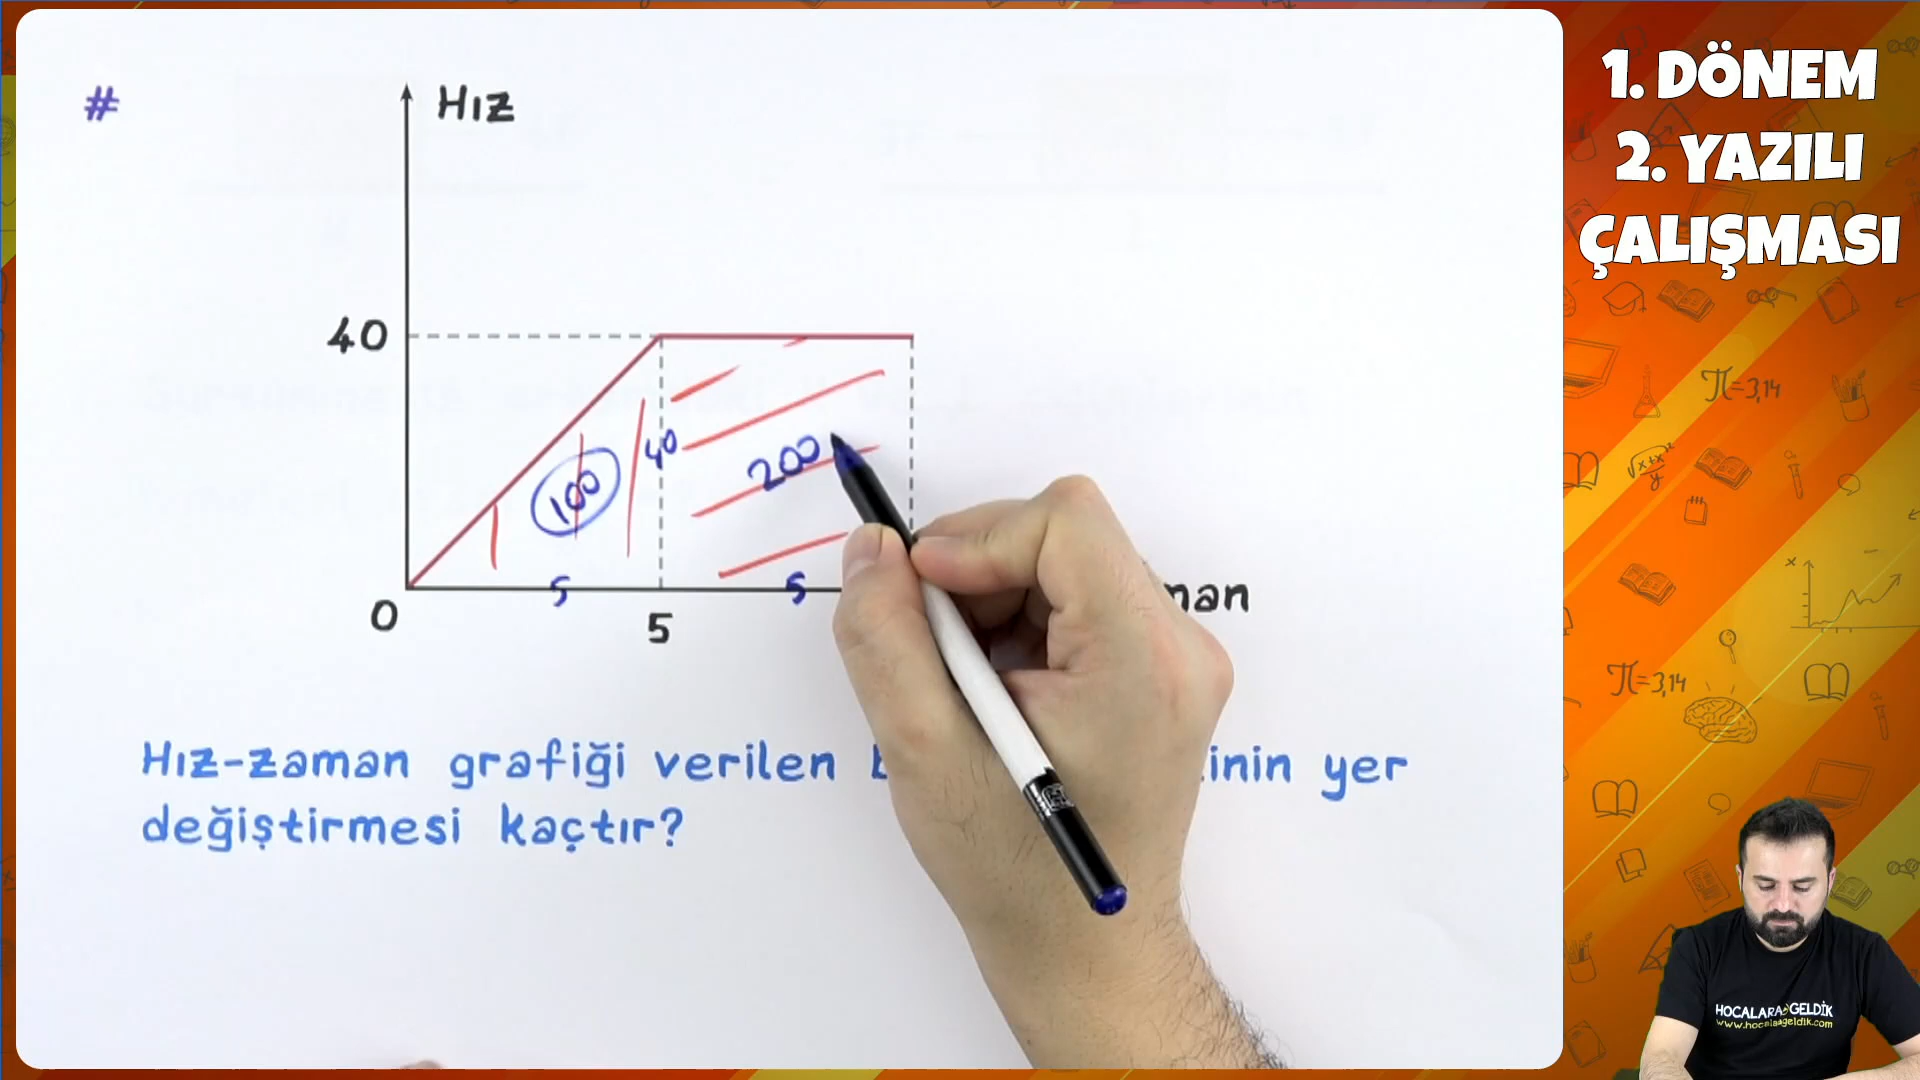 #
Hız
40
100
40
200
5
5
0
5
man
Hız-zaman grafiği verilen
inin yer
değiştirmesi kaçtır?
1. DÖNEM
2. YAZILI
ÇALIŞMASI
π=3,14
π=3,14
HOCALARA GELDİK
www.hocalarageldik.com